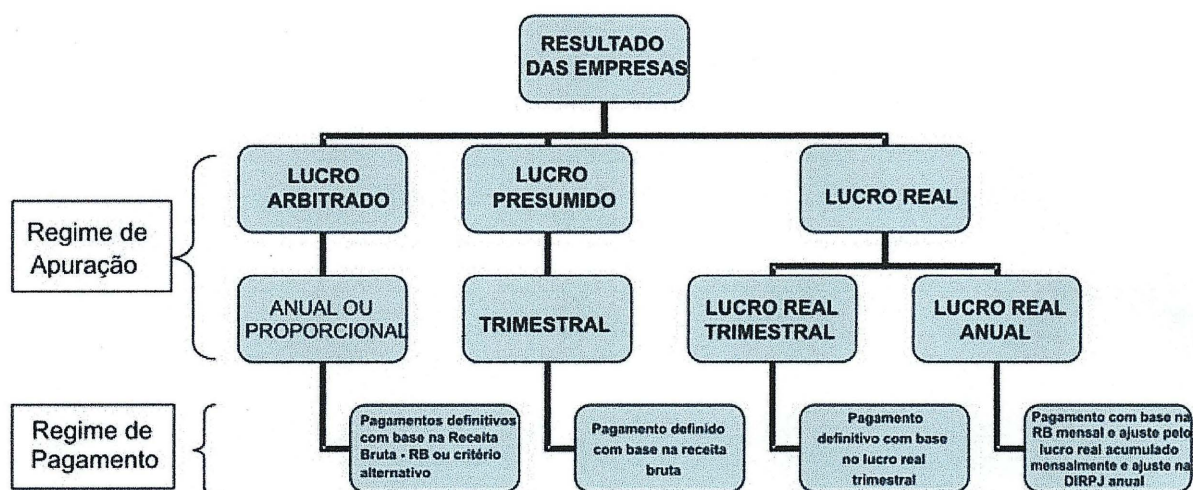 RESULTADO
DAS EMPRESAS
LUCRO
ARBITRADO
LUCRO
PRESUMIDO
LUCRO REAL
Regime de
Apuração
ANUAL OU
PROPORCIONAL
TRIMESTRAL
LUCRO REAL
TRIMESTRAL
LUCRO REAL
ANUAL
Regime de
Pagamento
Pagamentos definitivos
com base na Receita
Bruta - RB ou critério
alternativo
Pagamento definido
com base na receita
bruta
Pagamento
definitivo com base
no lucro real
trimestral
Pagamento com base na
RB mensal e ajuste pelo
lucro real acumulado
mensalmente e ajuste na
DIRPJ anual